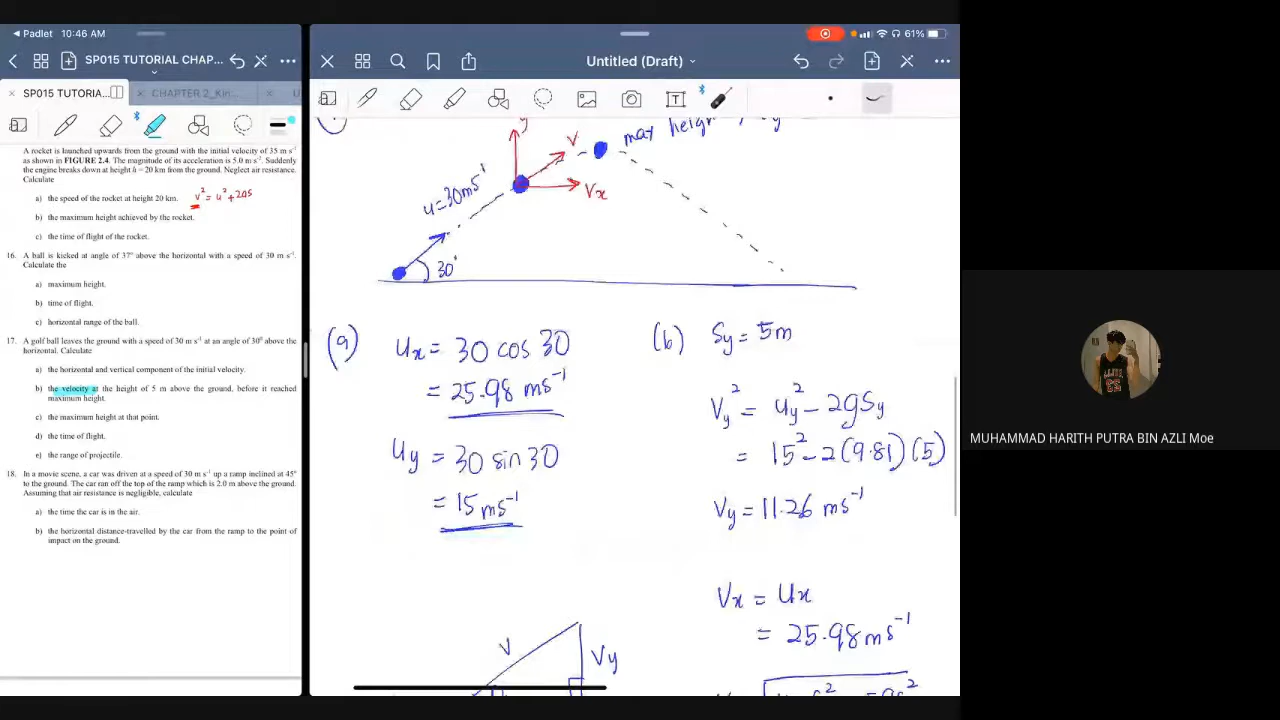 Padlet 10:46 AM
SP015 TUTORIAL CHAP...
SP015 TUTORIA...
CHAPTER 2_Kin...
A rocket is launched upwards from the ground with the initial velocity of 35 m s⁻¹
as shown in FIGURE 2.4. The magnitude of its acceleration is 5.0 m s⁻². Suddenly
the engine breaks down at height h = 20 km from the ground. Neglect air resistance.
Calculate
a) the speed of the rocket at height 20 km. v² = u² + 2as
b) the maximum height achieved by the rocket.
c) the time of flight of the rocket.
16. A ball is kicked at angle of 37° above the horizontal with a speed of 30 m s⁻¹.
Calculate the
a) maximum height.
b) time of flight.
c) horizontal range of the ball.
17. A golf ball leaves the ground with a speed of 30 m s⁻¹ at an angle of 30⁰ above the
horizontal. Calculate
a) the horizontal and vertical component of the initial velocity.
b) the velocity at the height of 5 m above the ground, before it reached
maximum height.
c) the maximum height at that point.
d) the time of flight.
e) the range of projectile.
18. In a movie scene, a car was driven at a speed of 30 m s⁻¹ up a ramp inclined at 45°
to the ground. The car ran off the top of the ramp which is 2.0 m above the ground.
Assuming that air resistance is negligible, calculate
a) the time the car is in the air.
b) the horizontal distance-travelled by the car from the ramp to the point of
impact on the ground.
61%
Untitled (Draft)
y
V
max height,
Vx
u=30ms⁻¹
30°
(a)
Ux = 30 cos 30
= 25.98 ms⁻¹
Uy = 30 sin 30
= 15 ms⁻¹
V
Vy
(b) Sy = 5m
Vy² = Uy² - 2gSy
= 15² - 2(9.81)(5)
Vy = 11.26 ms⁻¹
Vx = Ux
= 25.98 ms⁻¹
MUHAMMAD HARITH PUTRA BIN AZLI Moe